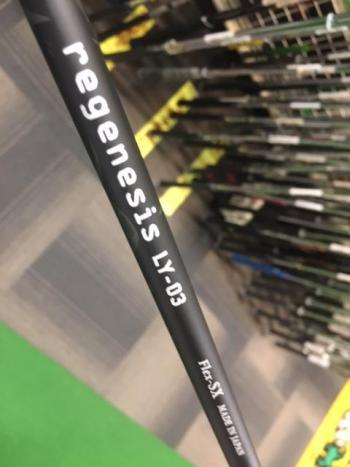 regenesis LY-03
Flex-SX MADE IN JAPAN